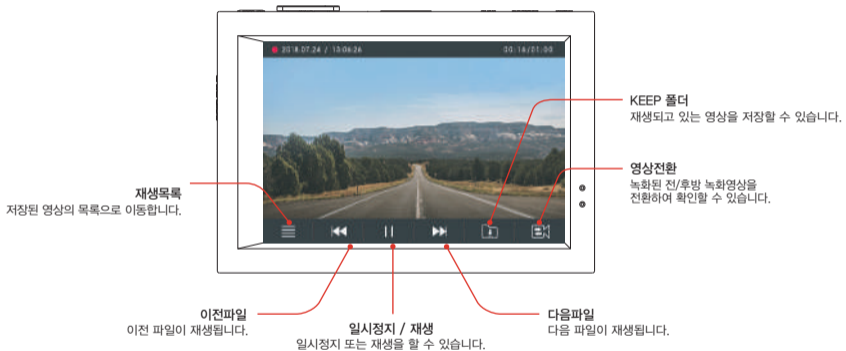 2018.07.24 / 13:06:26
00:16/01:00
KEEP 폴더
재생되고 있는 영상을 저장할 수 있습니다.
영상전환
녹화된 전/후방 녹화영상을
전환하여 확인할 수 있습니다.
재생목록
저장된 영상의 목록으로 이동합니다.
이전파일
이전 파일이 재생됩니다.
일시정지 / 재생
일시정지 또는 재생을 할 수 있습니다.
다음파일
다음 파일이 재생됩니다.